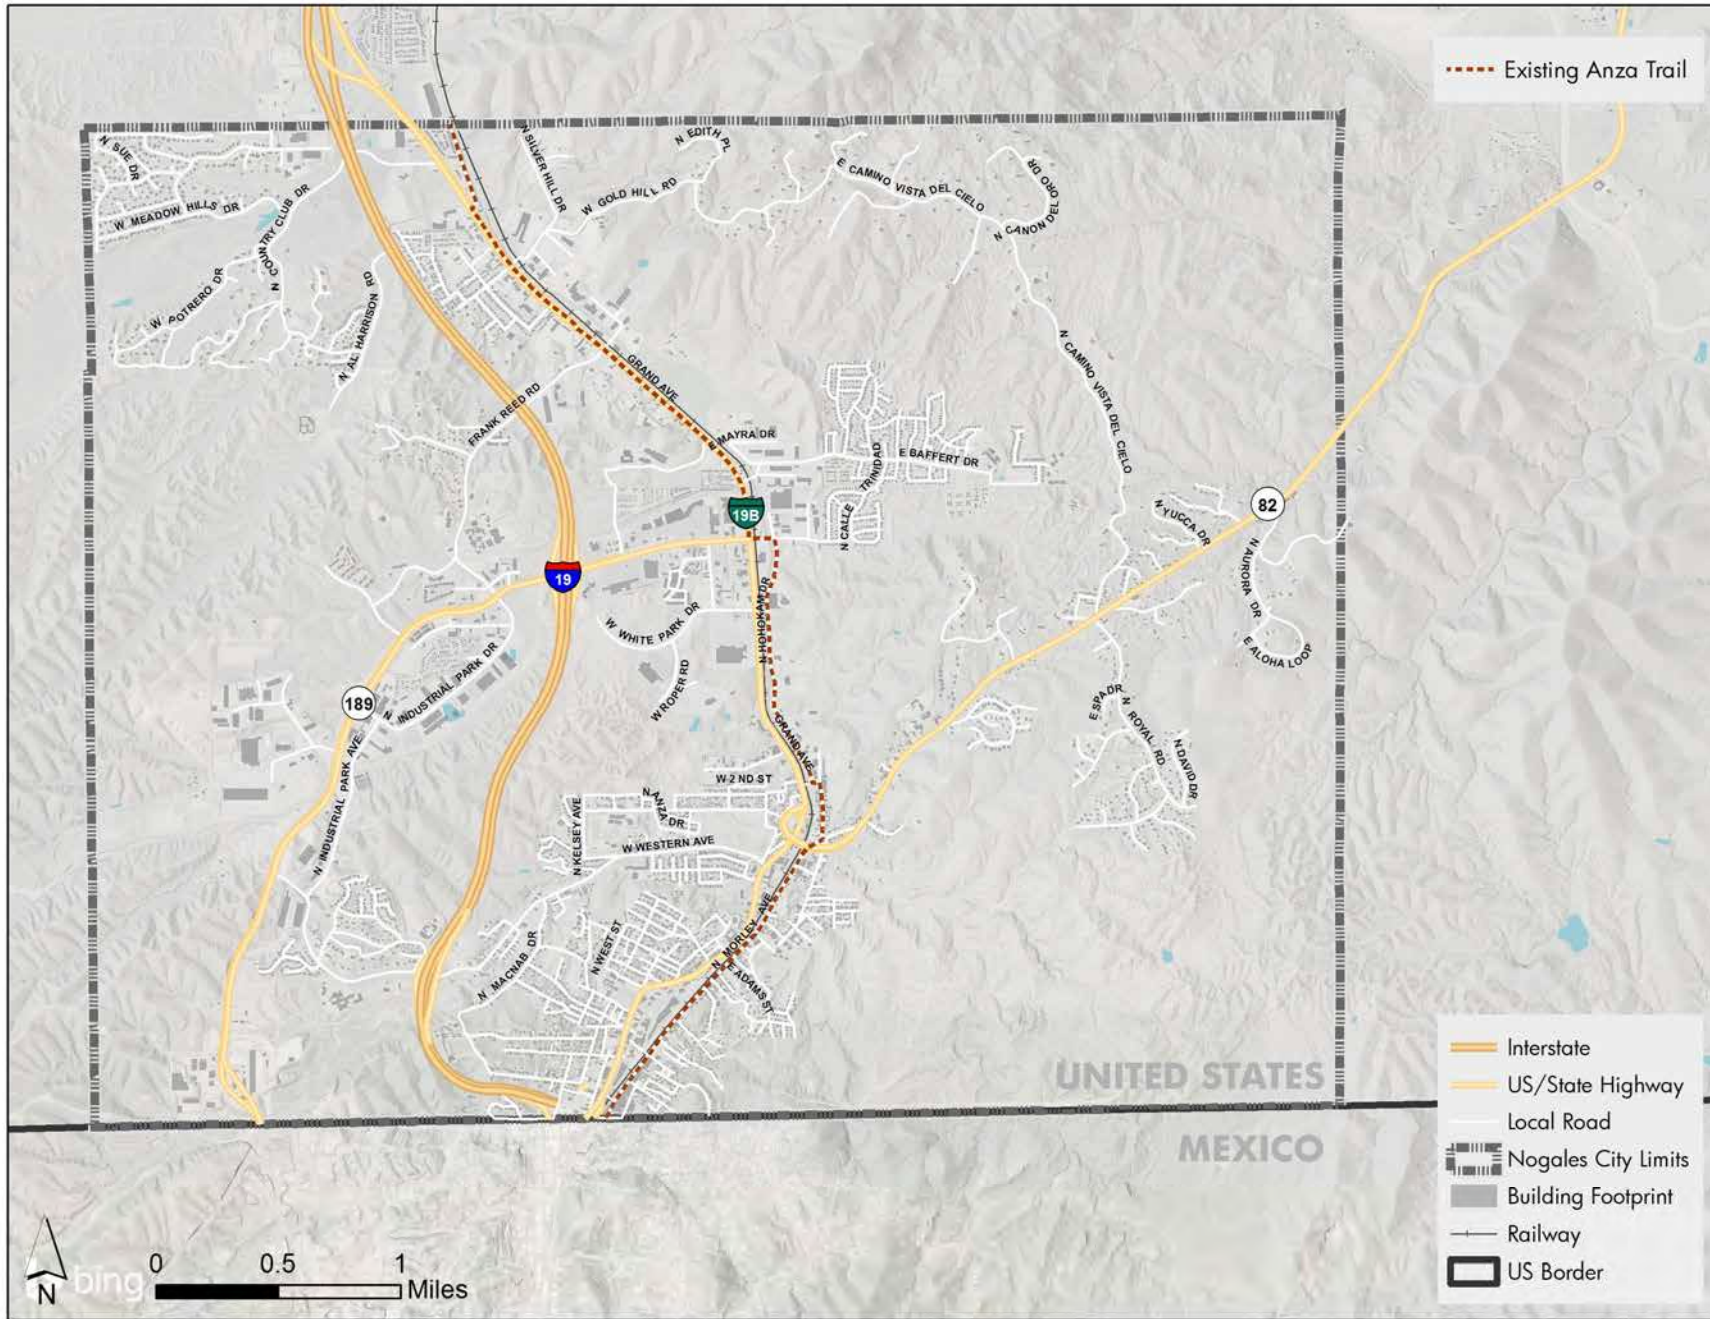 Existing Anza Trail
N SUE DR
N SILVER HILL DR
N EDITH PL
W GOLD HILL RD
E CAMINO VISTA DEL CIELO
N CANON DEL ORO DR
W MEADOW HILLS DR
N COUNTRY CLUB DR
W POTRERO DR
N AL HARRISON RD
N CAMINO VISTA DEL CIELO
GRAND AVE
FRANK REED RD
E MAYRA DR
E BAFFERT DR
N CALLE TRINIDAD
19B
82
N YUCCA DR
N AURORA DR
E ALOHA LOOP
19
N HOHOKAM DR
W WHITE PARK DR
W ROPER RD
N INDUSTRIAL PARK DR
189
N INDUSTRIAL PARK AVE
E SPA DR
N ROYAL RD
N DAVID DR
GRAND AVE
W 2ND ST
N ANZA DR
N KELSEY AVE
W WESTERN AVE
N MORLEY AVE
N WEST ST
N MACNAB DR
E ADAMS ST
UNITED STATES
MEXICO
Interstate
US/State Highway
Local Road
Nogales City Limits
Building Footprint
Railway
US Border
N
bing
0 0.5 1
Miles